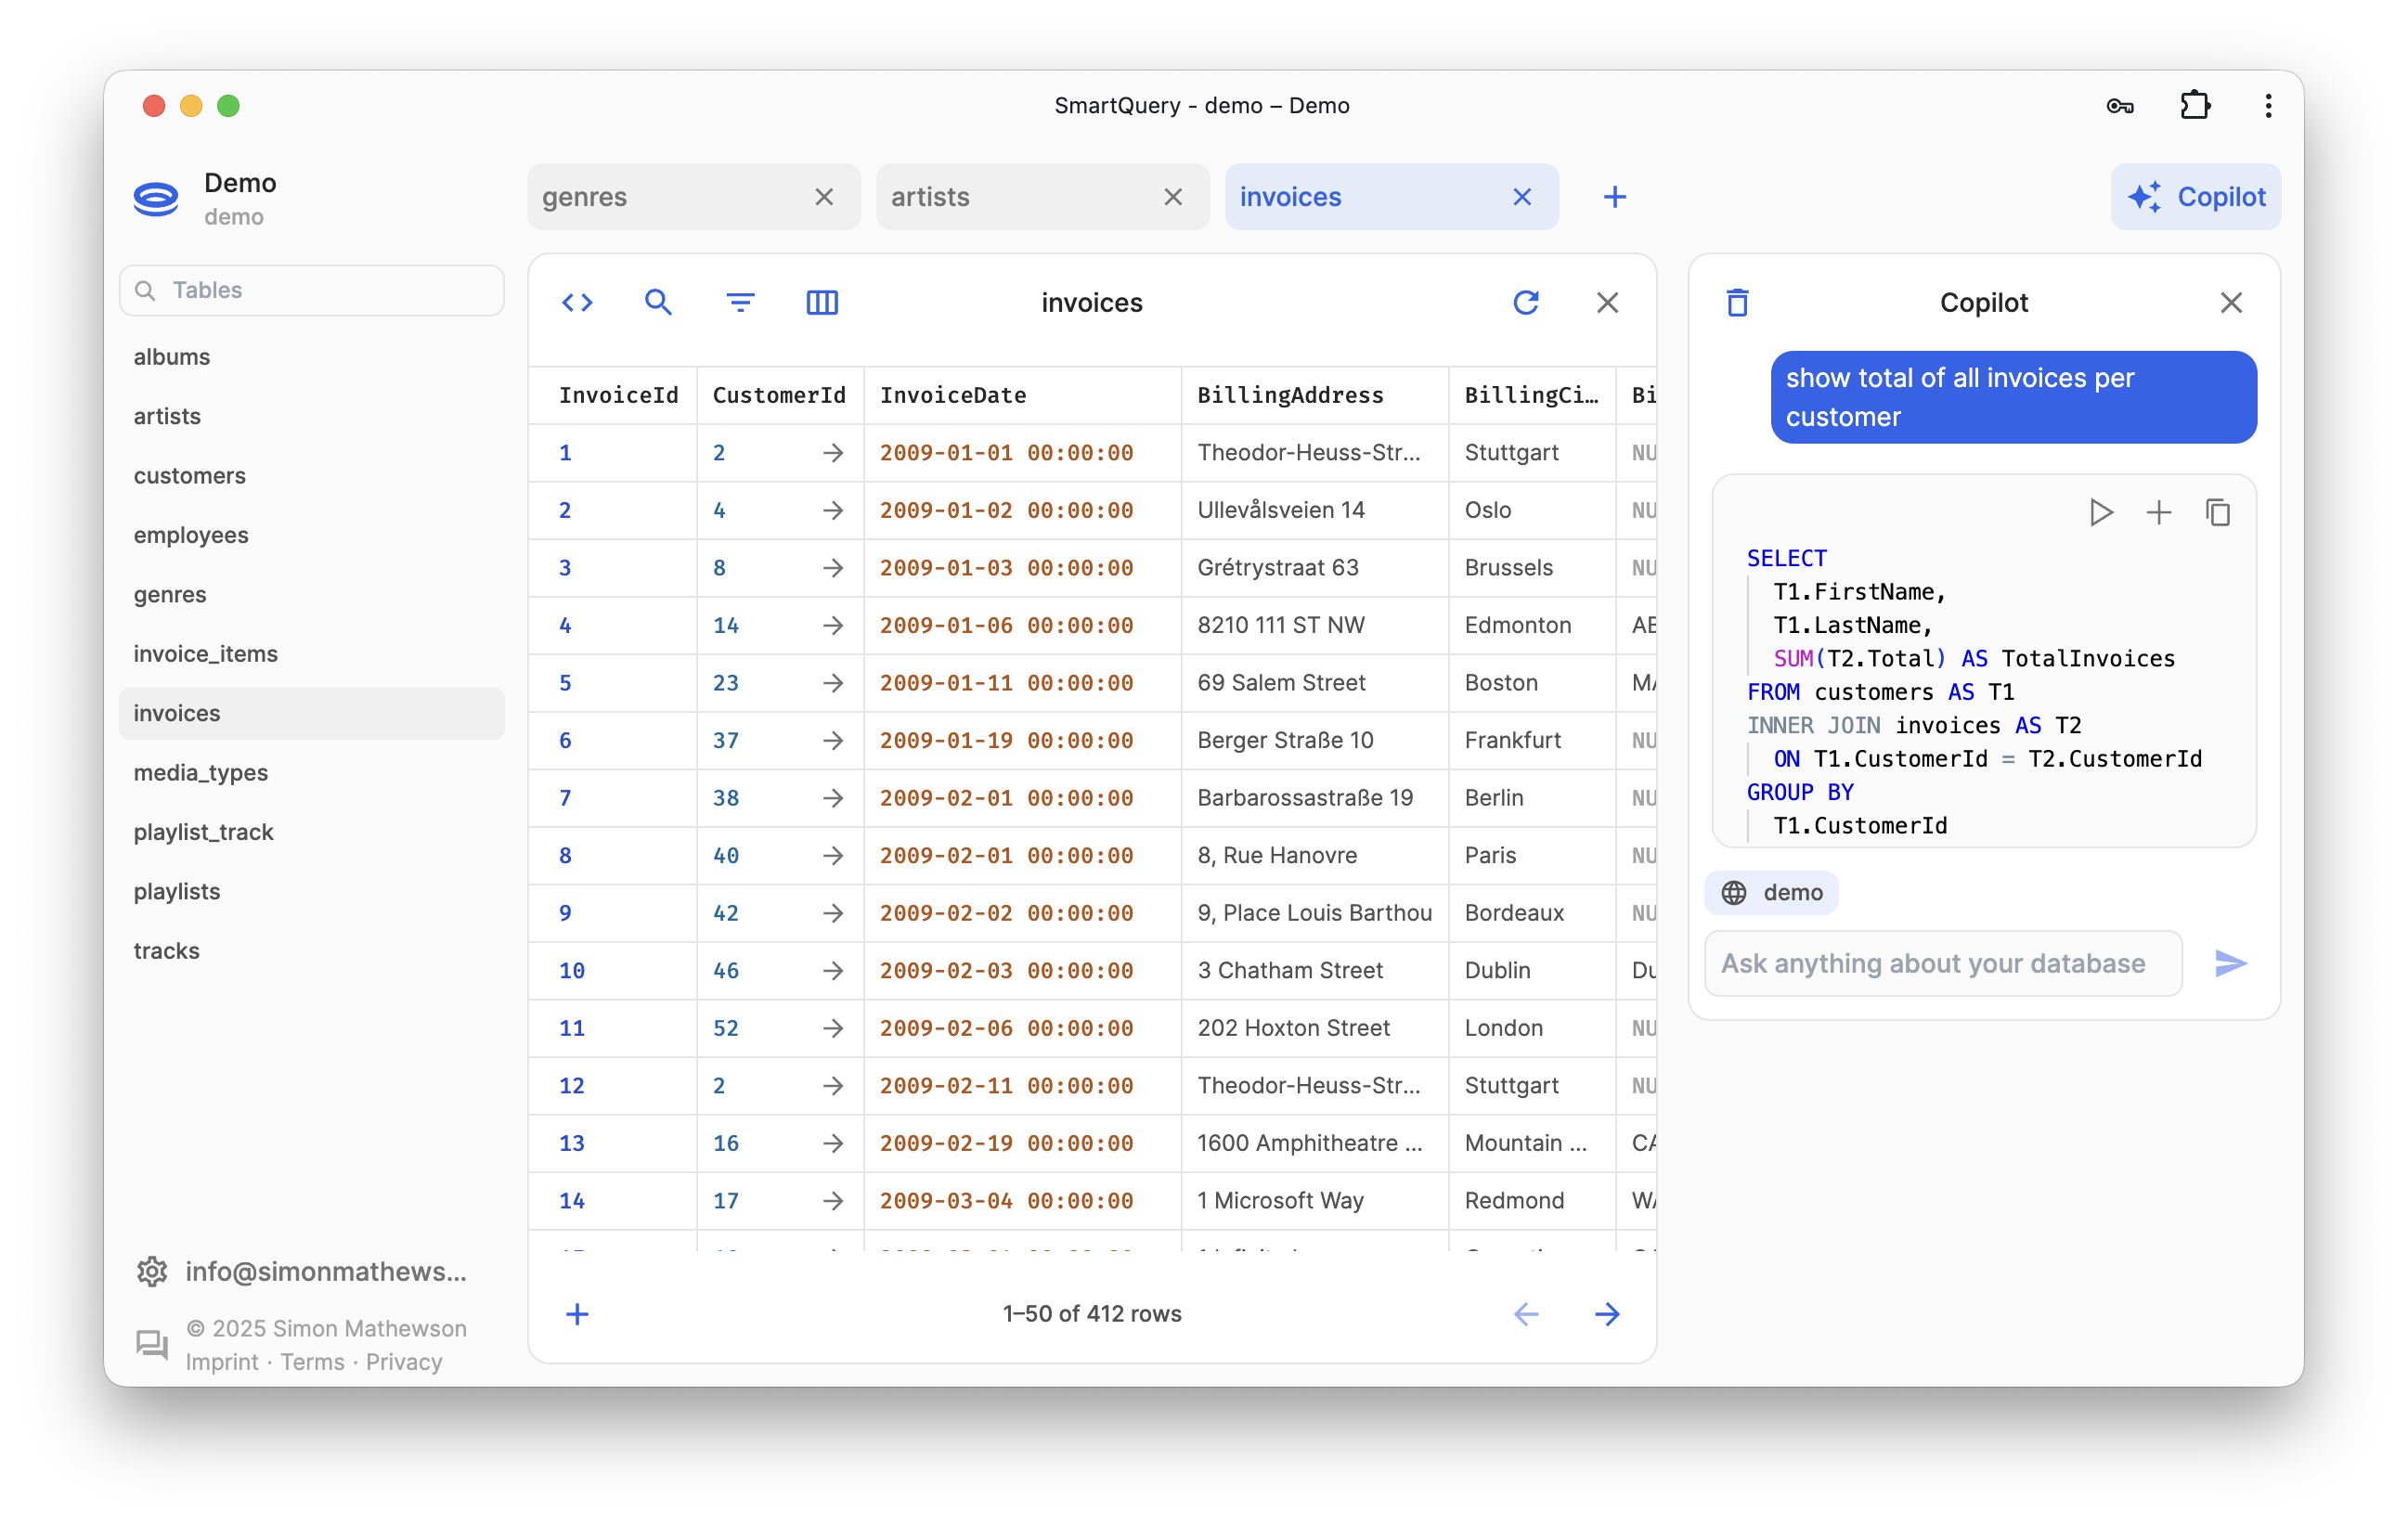 SmartQuery - demo – Demo
Demo
demo
genres
artists
invoices
Copilot
Tables
albums
artists
customers
employees
genres
invoice_items
invoices
media_types
playlist_track
playlists
tracks
info@simonmathews...
© 2025 Simon Mathewson
Imprint · Terms · Privacy
invoices
InvoiceId CustomerId InvoiceDate BillingAddress BillingCi... Bi
1 2 2009-01-01 00:00:00 Theodor-Heuss-Str... Stuttgart NU
2 4 2009-01-02 00:00:00 Ullevålsveien 14 Oslo NU
3 8 2009-01-03 00:00:00 Grétrystraat 63 Brussels NU
4 14 2009-01-06 00:00:00 8210 111 ST NW Edmonton AB
5 23 2009-01-11 00:00:00 69 Salem Street Boston MA
6 37 2009-01-19 00:00:00 Berger Straße 10 Frankfurt NU
7 38 2009-02-01 00:00:00 Barbarossastraße 19 Berlin NU
8 40 2009-02-01 00:00:00 8, Rue Hanovre Paris NU
9 42 2009-02-02 00:00:00 9, Place Louis Barthou Bordeaux NU
10 46 2009-02-03 00:00:00 3 Chatham Street Dublin Du
11 52 2009-02-06 00:00:00 202 Hoxton Street London NU
12 2 2009-02-11 00:00:00 Theodor-Heuss-Str... Stuttgart NU
13 16 2009-02-19 00:00:00 1600 Amphitheatre ... Mountain ... CA
14 17 2009-03-04 00:00:00 1 Microsoft Way Redmond WA
1–50 of 412 rows
Copilot
show total of all invoices per
customer
SELECT
T1.FirstName,
T1.LastName,
SUM(T2.Total) AS TotalInvoices
FROM customers AS T1
INNER JOIN invoices AS T2
ON T1.CustomerId = T2.CustomerId
GROUP BY
T1.CustomerId
demo
Ask anything about your database